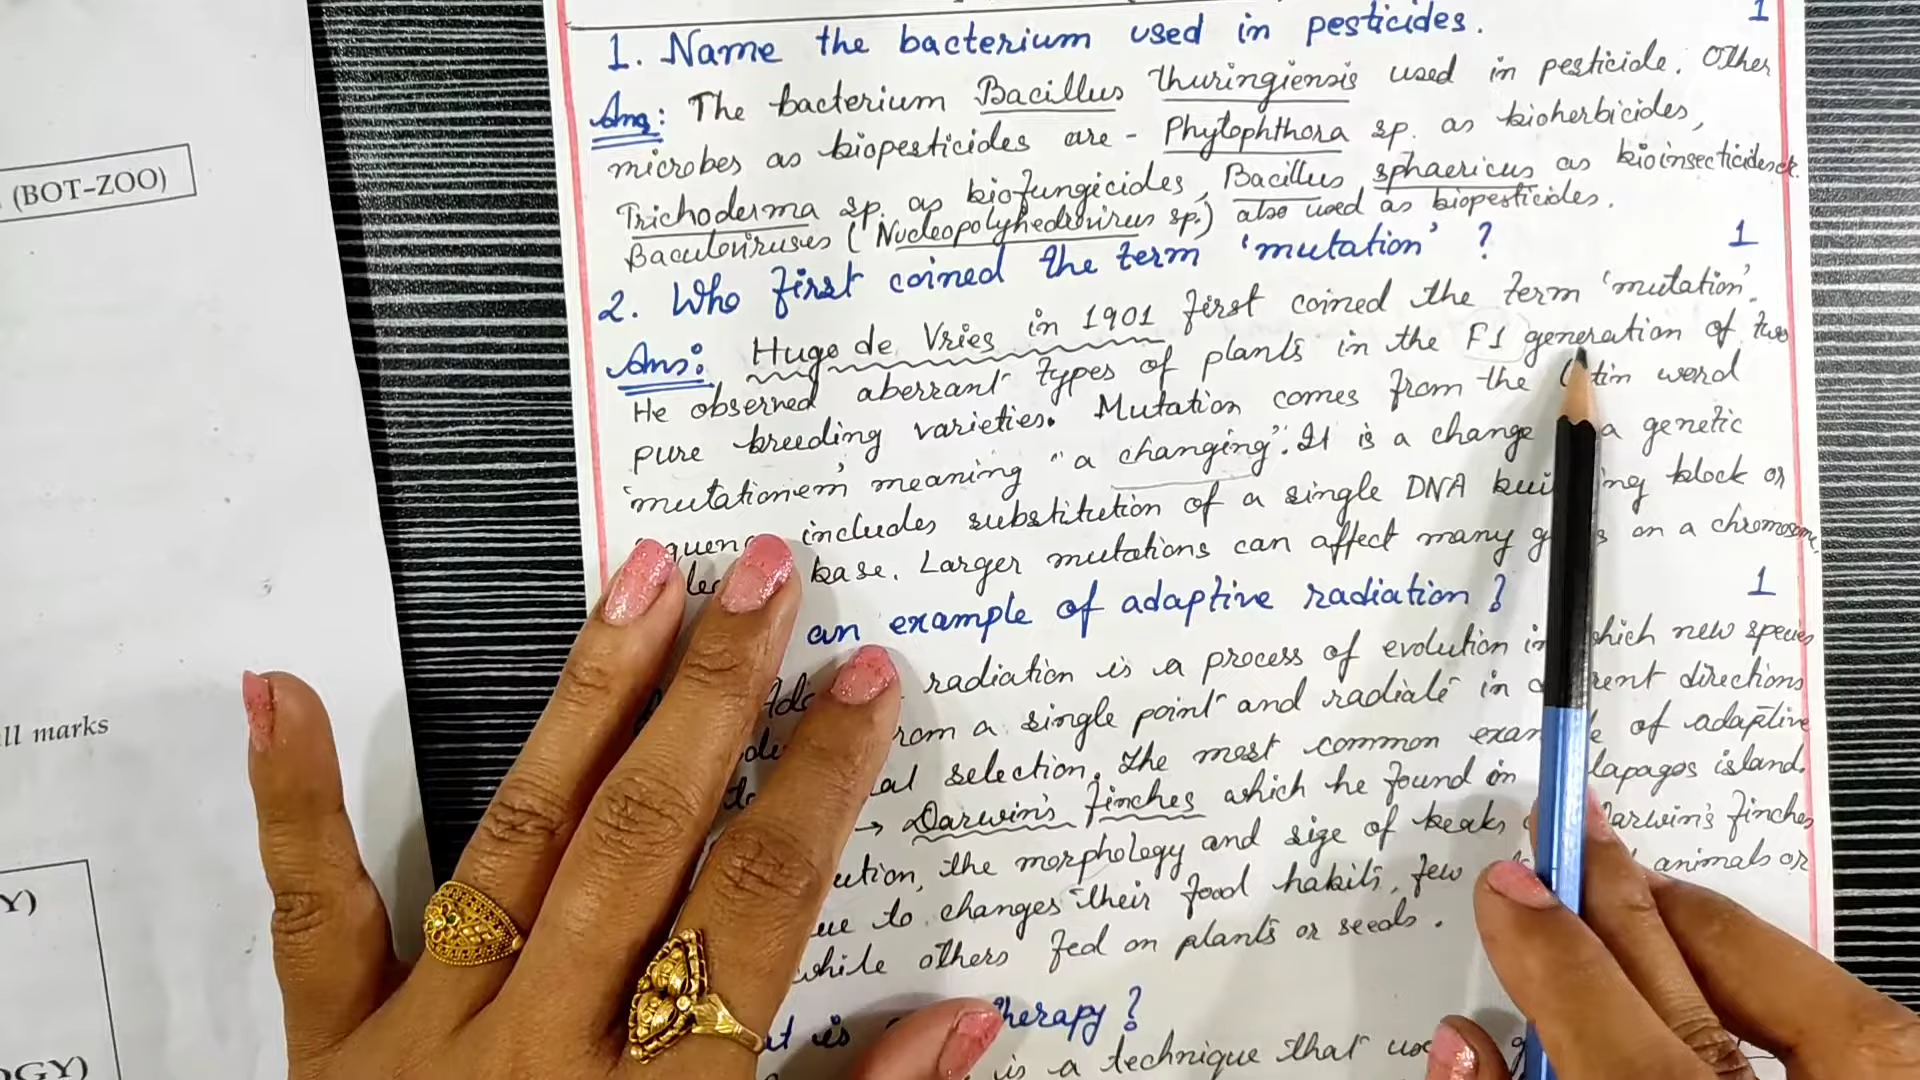 (BOT-ZOO)
ll marks
Y)
OGY)
1. Name the bacterium used in pesticides. 1
Ans: The bacterium Bacillus thuringiensis used in pesticide. Other
microbes as biopesticides are - Phytophthora sp. as bioherbicides,
Trichoderma sp. as biofungicides, Bacillus sphaericus as bioinsecticides
Baculoviruses (Nucleopolyhedrovirus sp.) also used as biopesticides.
2. Who first coined the term 'mutation' ? 1
Ans: Hugo de Vries in 1901 first coined the term 'mutation'.
He observed aberrant types of plants in the F1 generation of two
pure breeding varieties. Mutation comes from the word
'mutationem' meaning "a changing". It is a change a genetic
includes substitution of a single DNA block or
base. Larger mutations can affect many on a chromosome.
an example of adaptive radiation ? 1
radiation is a process of evolution in which new species
from a single point and radiate in directions
selection. The most common of adaptive
→ Darwin's finches which he found in island.
the morphology and size of beaks Darwin's finches
to changes their food habits, few animals or
while others fed on plants or seeds.
is therapy ?
is a technique that